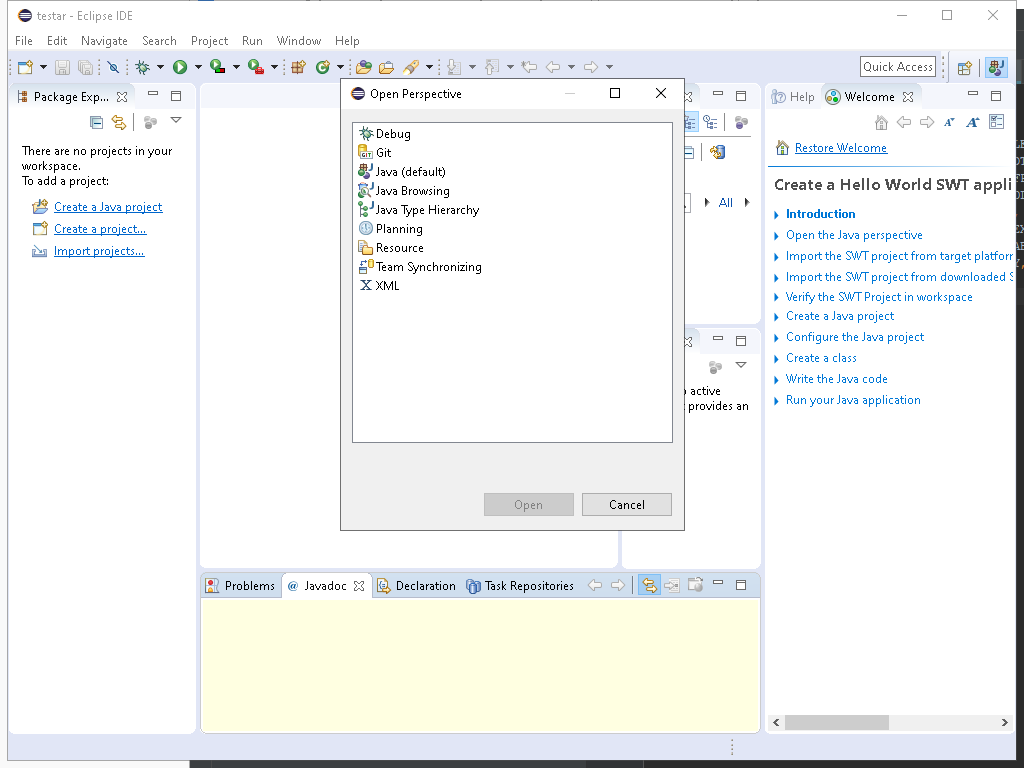 testar - Eclipse IDE
File Edit Navigate Search Project Run Window Help
Quick Access
Package Exp...
There are no projects in your
workspace.
To add a project:
Create a Java project
Create a project...
Import projects...
Open Perspective
Debug
Git
Java (default)
Java Browsing
Java Type Hierarchy
Planning
Resource
Team Synchronizing
XML
Open
Cancel
All
active
provides an
Help
Welcome
Restore Welcome
Create a Hello World SWT appli
Introduction
Open the Java perspective
Import the SWT project from target platform
Import the SWT project from downloaded S
Verify the SWT Project in workspace
Create a Java project
Configure the Java project
Create a class
Write the Java code
Run your Java application
Problems
@ Javadoc
Declaration
Task Repositories